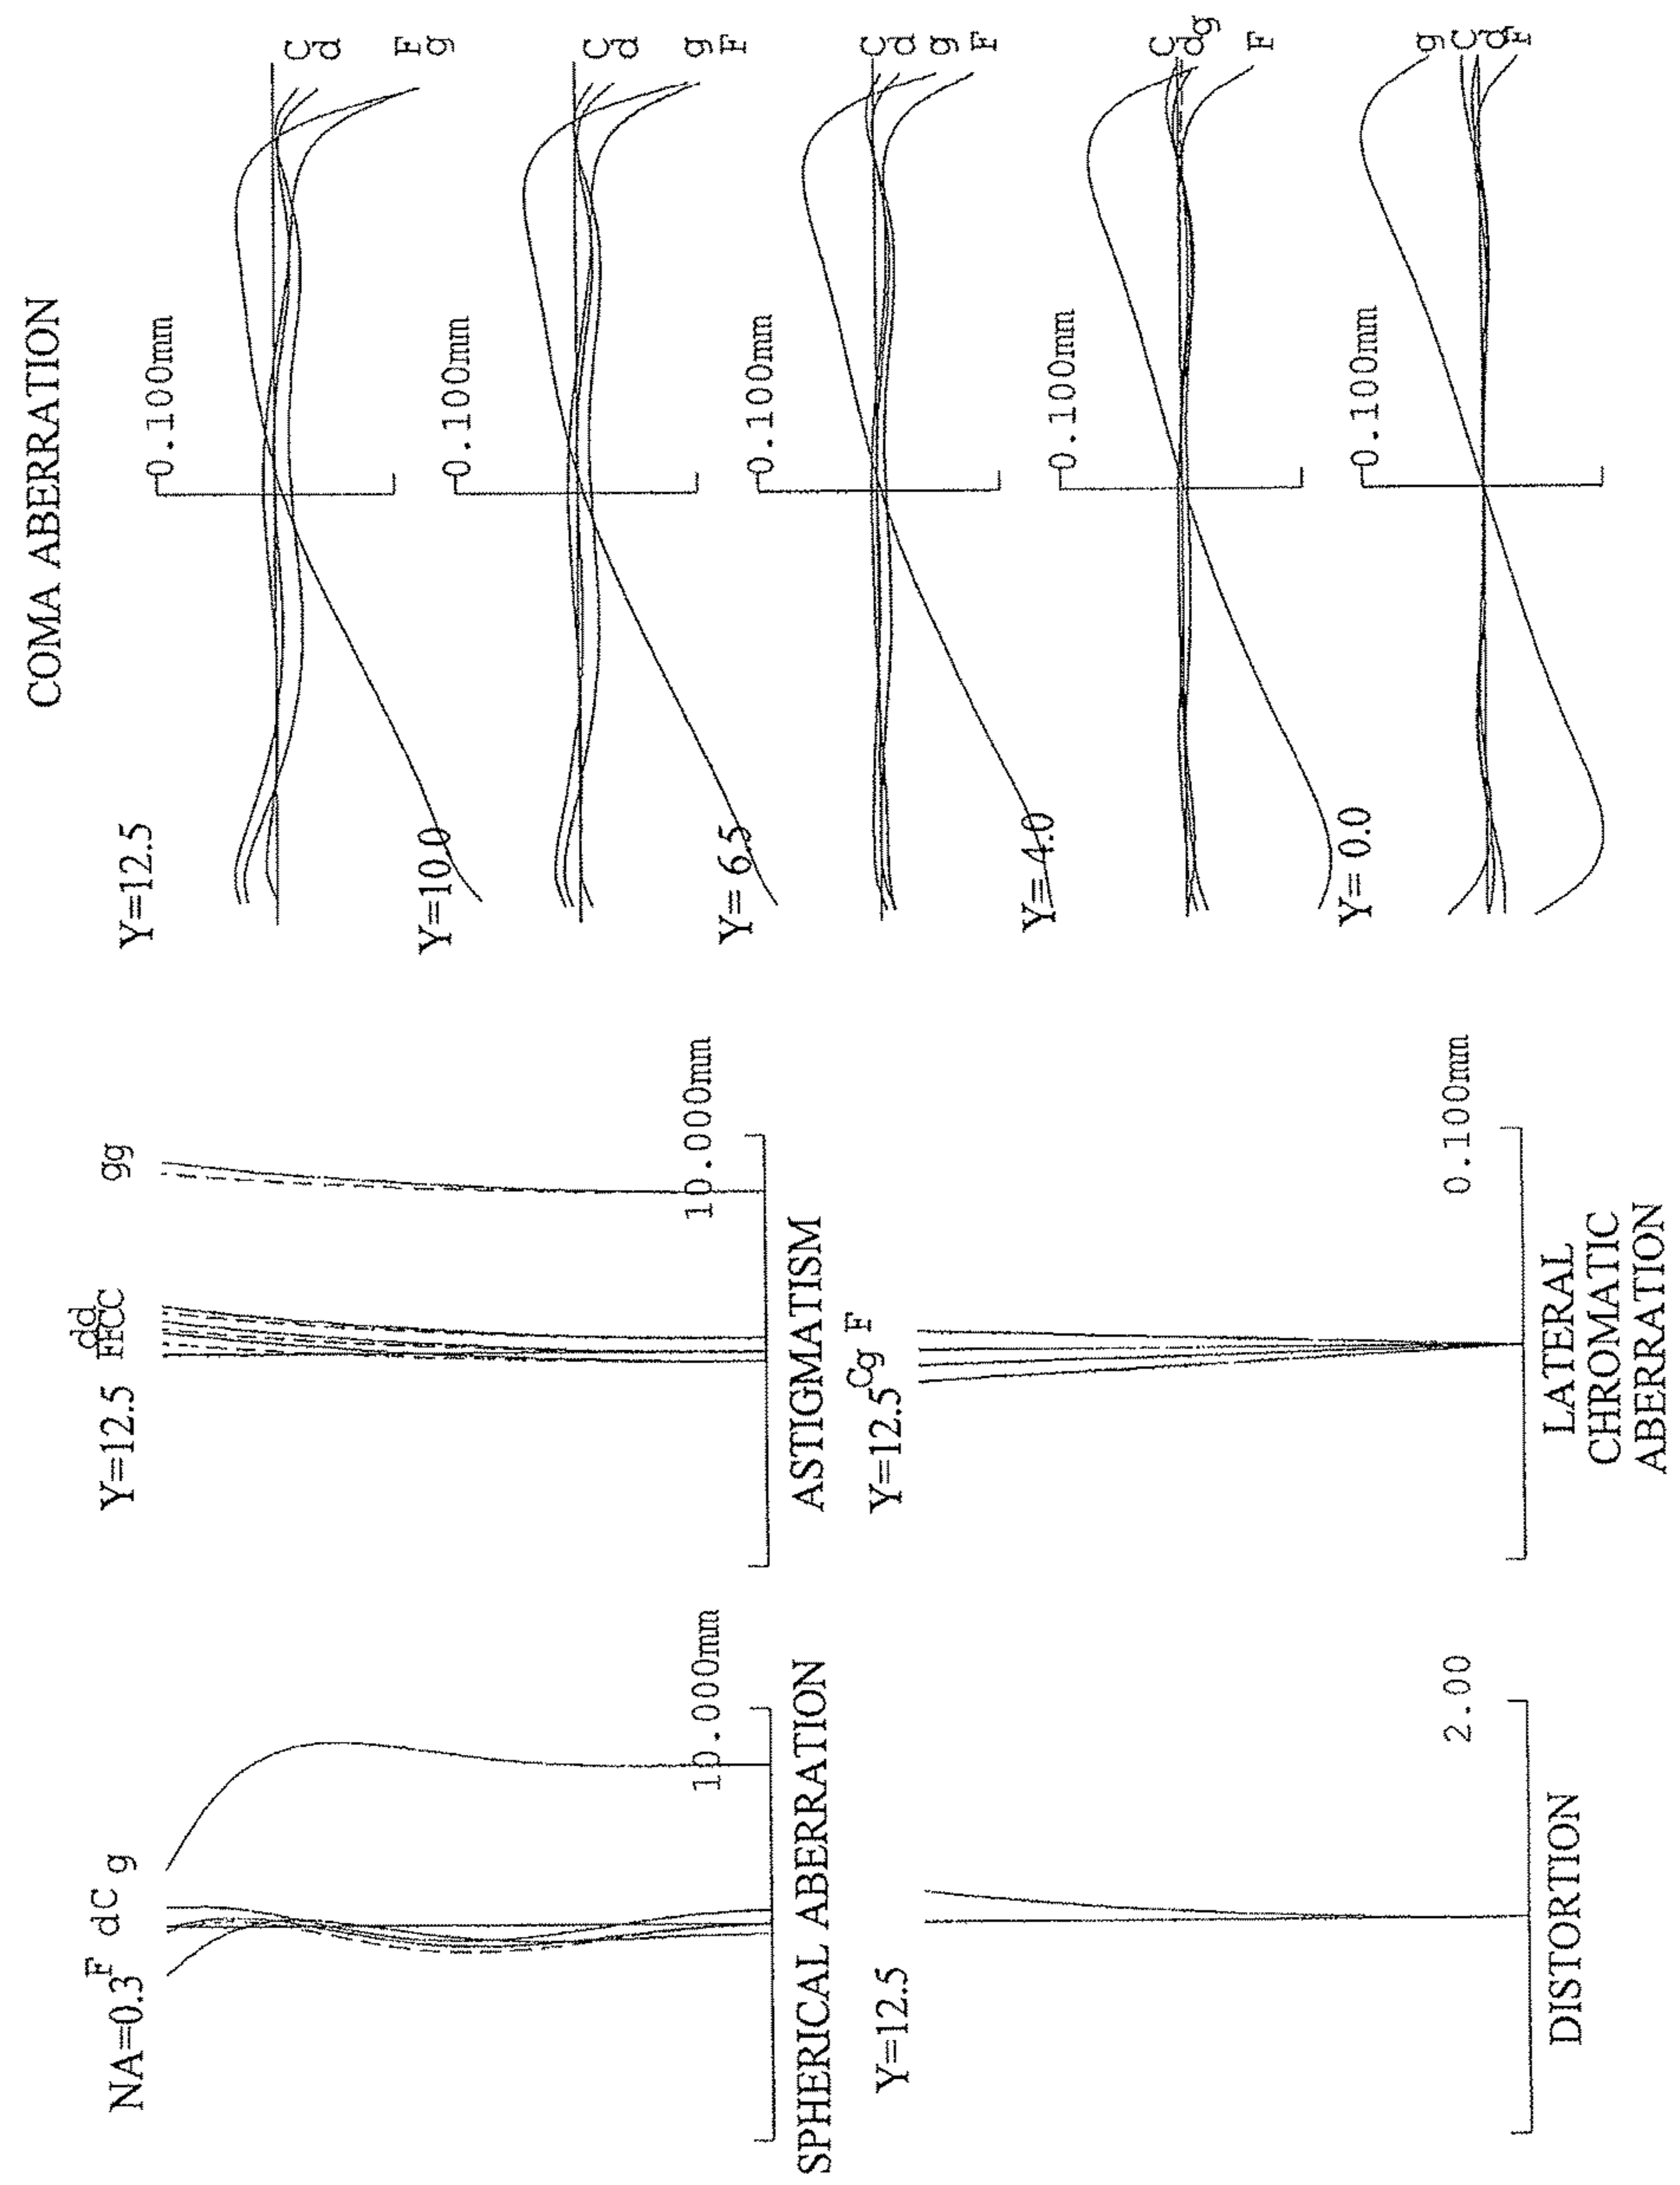 NA=0.3
F
d C
g
10.000mm
SPHERICAL ABERRATION
Y=12.5
dd
FFCC
gg
10.000mm
ASTIGMATISM
Y=12.5
2.00
DISTORTION
Y=12.5
C
g
F
0.100mm
LATERAL
CHROMATIC
ABERRATION
COMA ABERRATION
Y=12.5
0.100mm
C
d
F
g
Y=10.0
0.100mm
C
d
g
F
Y= 6.5
0.100mm
C
d
g
F
Y= 4.0
0.100mm
C
d
g
F
Y= 0.0
0.100mm
g
C
d
F